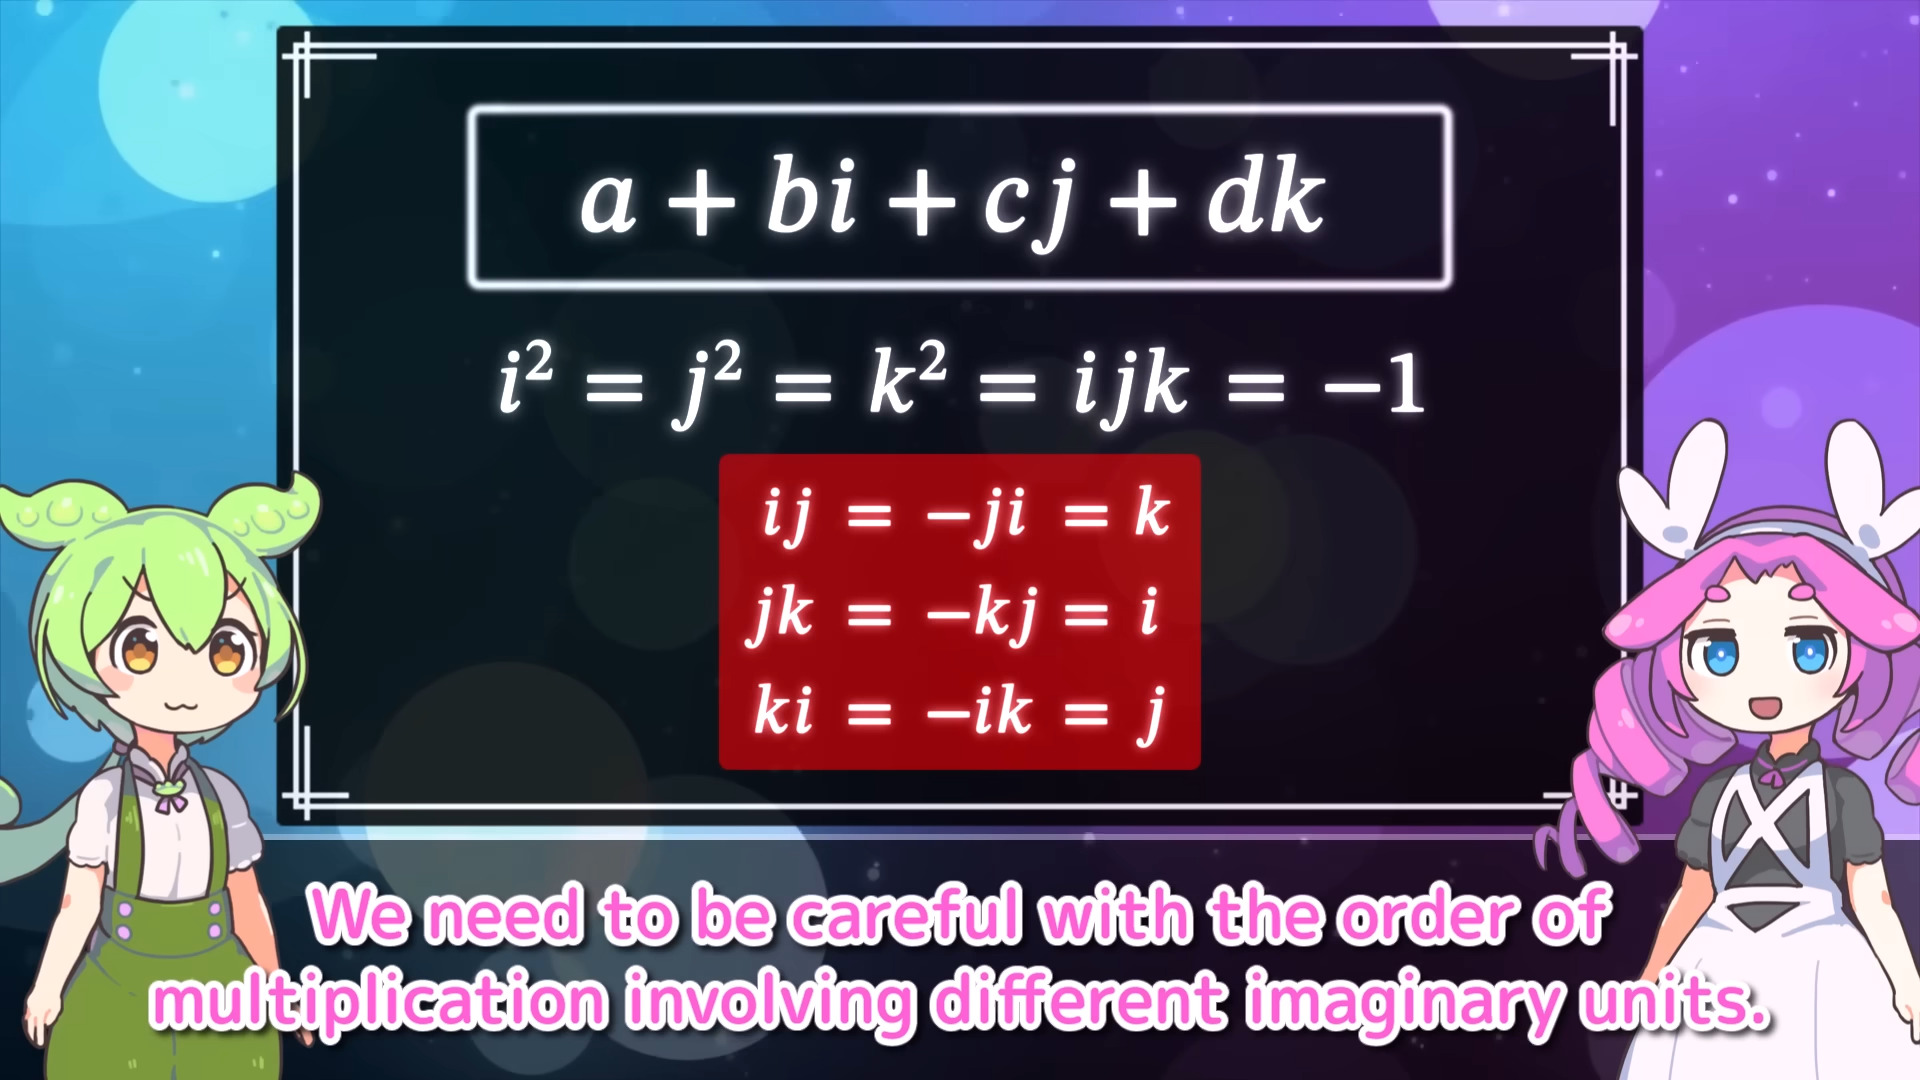 a + bi + cj + dk
i² = j² = k² = ijk = −1
ij = −ji = k
jk = −kj = i
ki = −ik = j
We need to be careful with the order of
multiplication involving different imaginary units.